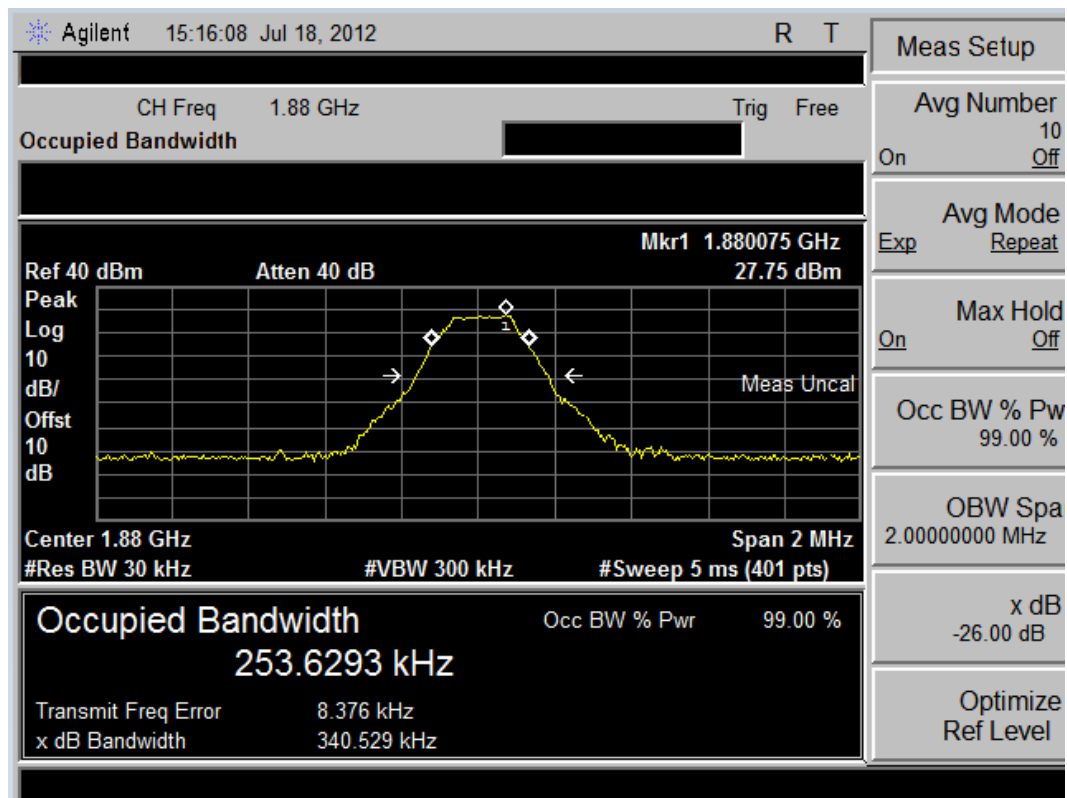 Agilent 15:16:08 Jul 18, 2012 R T
Meas Setup
CH Freq 1.88 GHz Trig Free
Occupied Bandwidth
Avg Number
10
On Off
Avg Mode
Exp Repeat
Max Hold
On Off
Occ BW % Pw
99.00 %
OBW Spa
2.00000000 MHz
x dB
-26.00 dB
Optimize
Ref Level
Mkr1 1.880075 GHz
Ref 40 dBm Atten 40 dB 27.75 dBm
Peak
Log
10
dB/
Offst
10
dB
1
Meas Uncal
Center 1.88 GHz Span 2 MHz
#Res BW 30 kHz #VBW 300 kHz #Sweep 5 ms (401 pts)
Occupied Bandwidth Occ BW % Pwr 99.00 %
253.6293 kHz
Transmit Freq Error 8.376 kHz
x dB Bandwidth 340.529 kHz